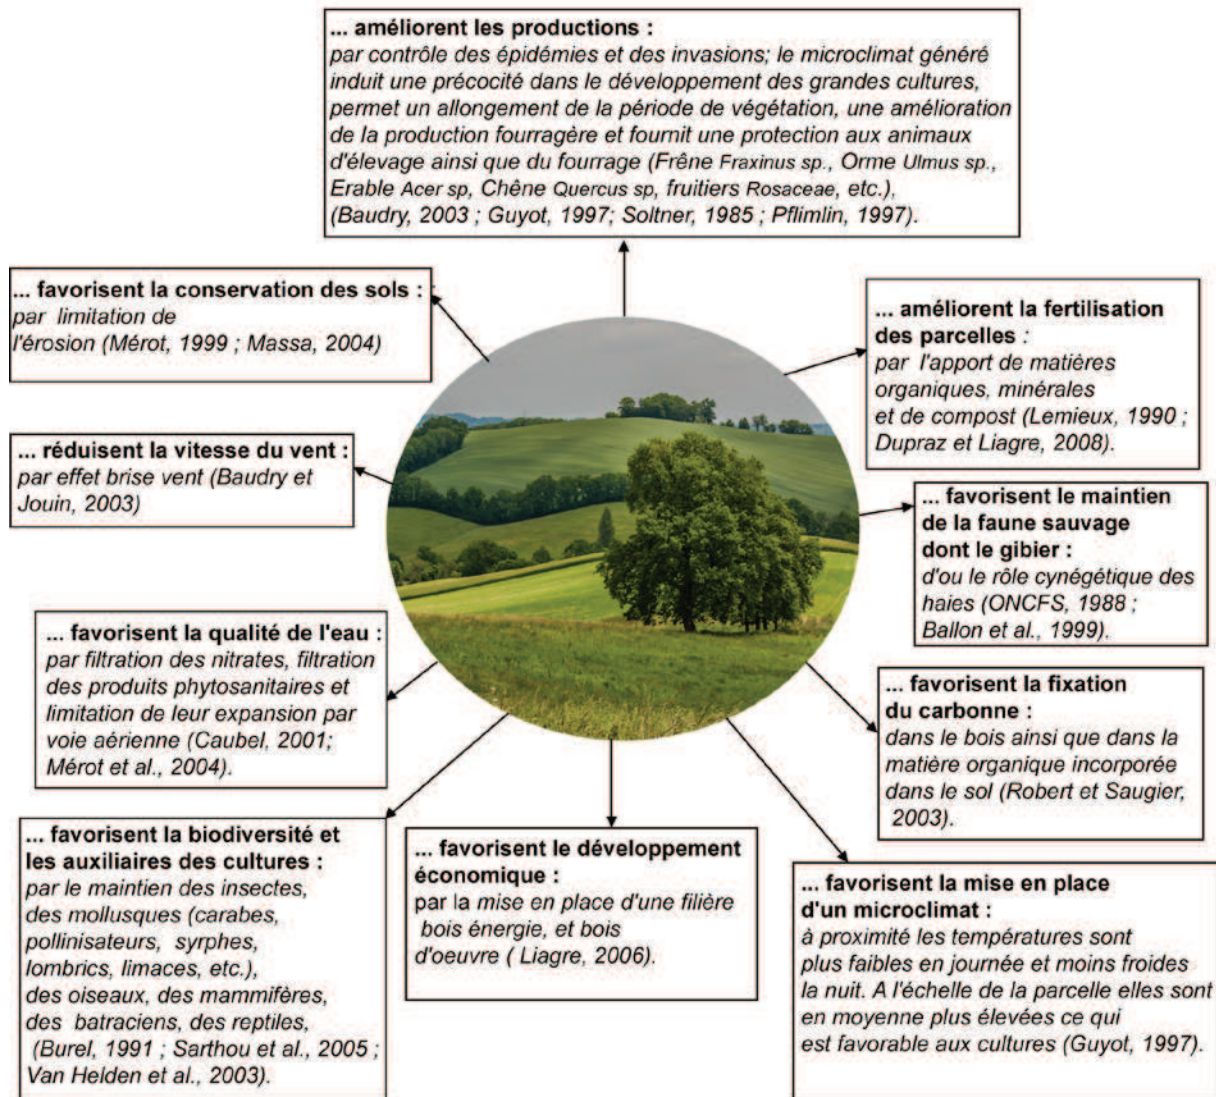 ... améliorent les productions :
par contrôle des épidémies et des invasions; le microclimat généré
induit une précocité dans le développement des grandes cultures,
permet un allongement de la période de végétation, une amélioration
de la production fourragère et fournit une protection aux animaux
d'élevage ainsi que du fourrage (Frêne Fraxinus sp., Orme Ulmus sp.,
Erable Acer sp, Chêne Quercus sp, fruitiers Rosaceae, etc.),
(Baudry, 2003 ; Guyot, 1997; Soltner, 1985 ; Pflimlin, 1997).
... favorisent la conservation des sols :
par limitation de
l'érosion (Mérot, 1999 ; Massa, 2004)
... améliorent la fertilisation
des parcelles :
par l'apport de matières
organiques, minérales
et de compost (Lemieux, 1990 ;
Dupraz et Liagre, 2008).
... réduisent la vitesse du vent :
par effet brise vent (Baudry et
Jouin, 2003)
... favorisent le maintien
de la faune sauvage
dont le gibier :
d'ou le rôle cynégétique des
haies (ONCFS, 1988 ;
Ballon et al., 1999).
... favorisent la qualité de l'eau :
par filtration des nitrates, filtration
des produits phytosanitaires et
limitation de leur expansion par
voie aérienne (Caubel, 2001;
Mérot et al., 2004).
... favorisent la fixation
du carbonne :
dans le bois ainsi que dans la
matière organique incorporée
dans le sol (Robert et Saugier,
2003).
... favorisent la biodiversité et
les auxiliaires des cultures :
par le maintien des insectes,
des mollusques (carabes,
pollinisateurs, syrphes,
lombrics, limaces, etc.),
des oiseaux, des mammifères,
des batraciens, des reptiles,
(Burel, 1991 ; Sarthou et al., 2005 ;
Van Helden et al., 2003).
... favorisent le développement
économique :
par la mise en place d'une filière
bois énergie, et bois
d'oeuvre ( Liagre, 2006).
... favorisent la mise en place
d'un microclimat :
à proximité les températures sont
plus faibles en journée et moins froides
la nuit. A l'échelle de la parcelle elles sont
en moyenne plus élevées ce qui
est favorable aux cultures (Guyot, 1997).